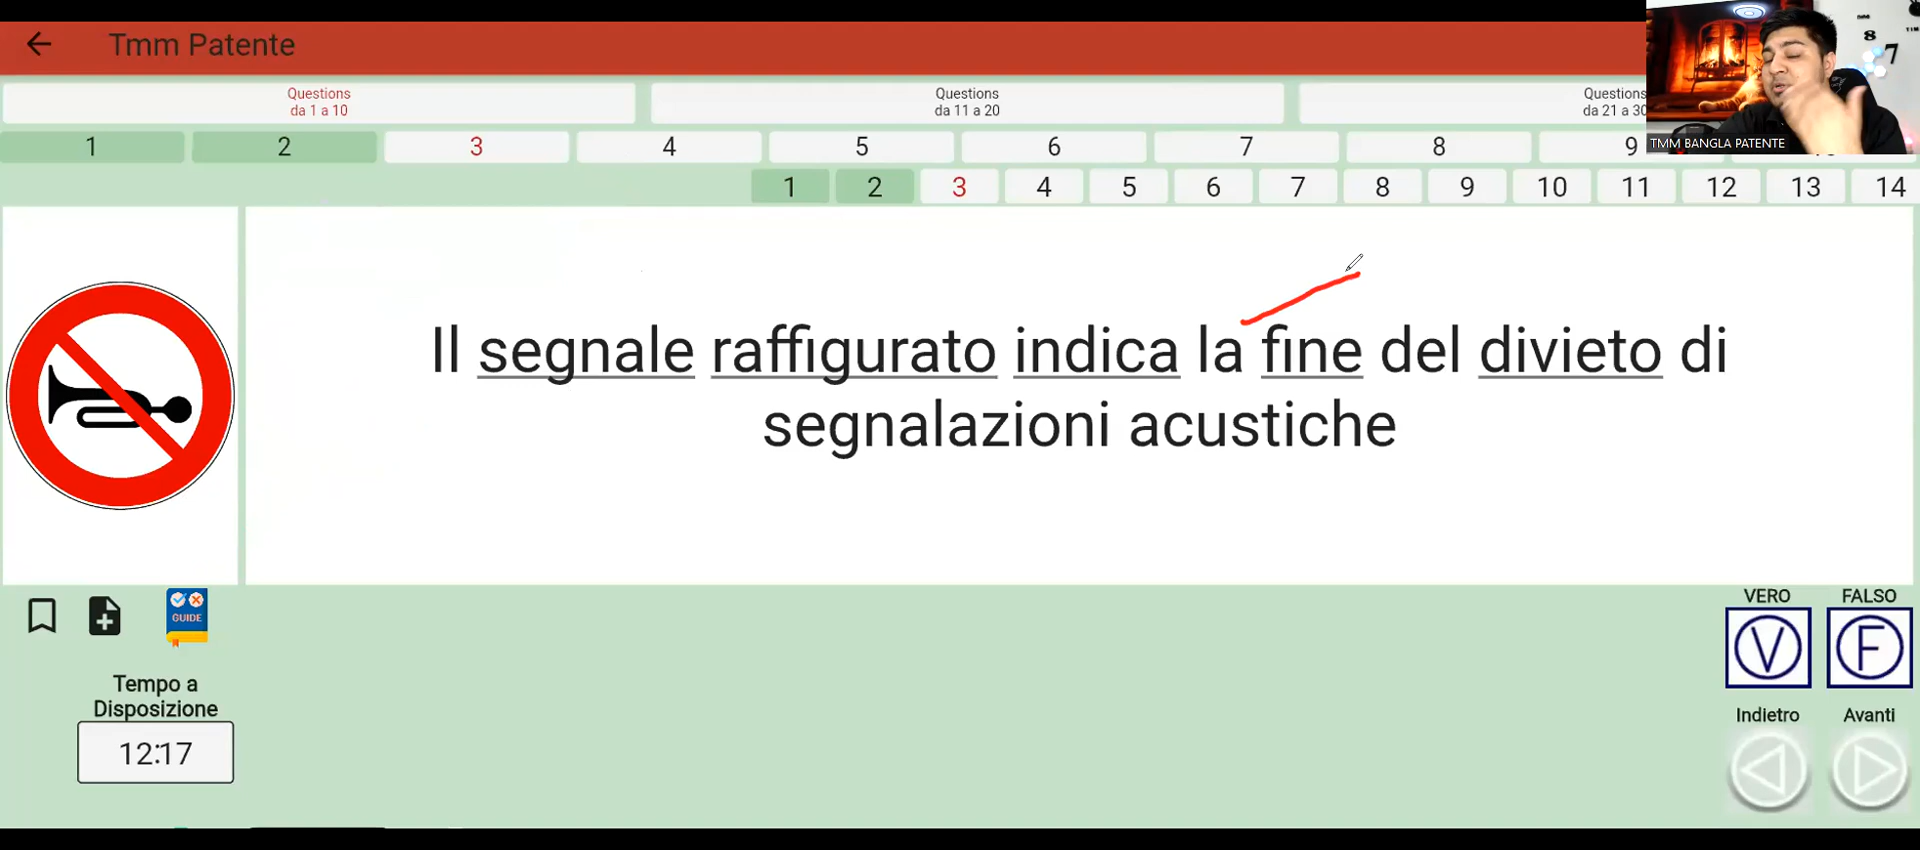 Tmm Patente
Questions
da 1 a 10
Questions
da 11 a 20
Questions
da 21 a 30
1 2 3 4 5 6 7 8 9
1 2 3 4 5 6 7 8 9 10 11 12 13 14
8
7
TMM BANGLA PATENTE
Il segnale raffigurato indica la fine del divieto di
segnalazioni acustiche
GUIDE
Tempo a
Disposizione
12:17
VERO FALSO
V F
Indietro Avanti